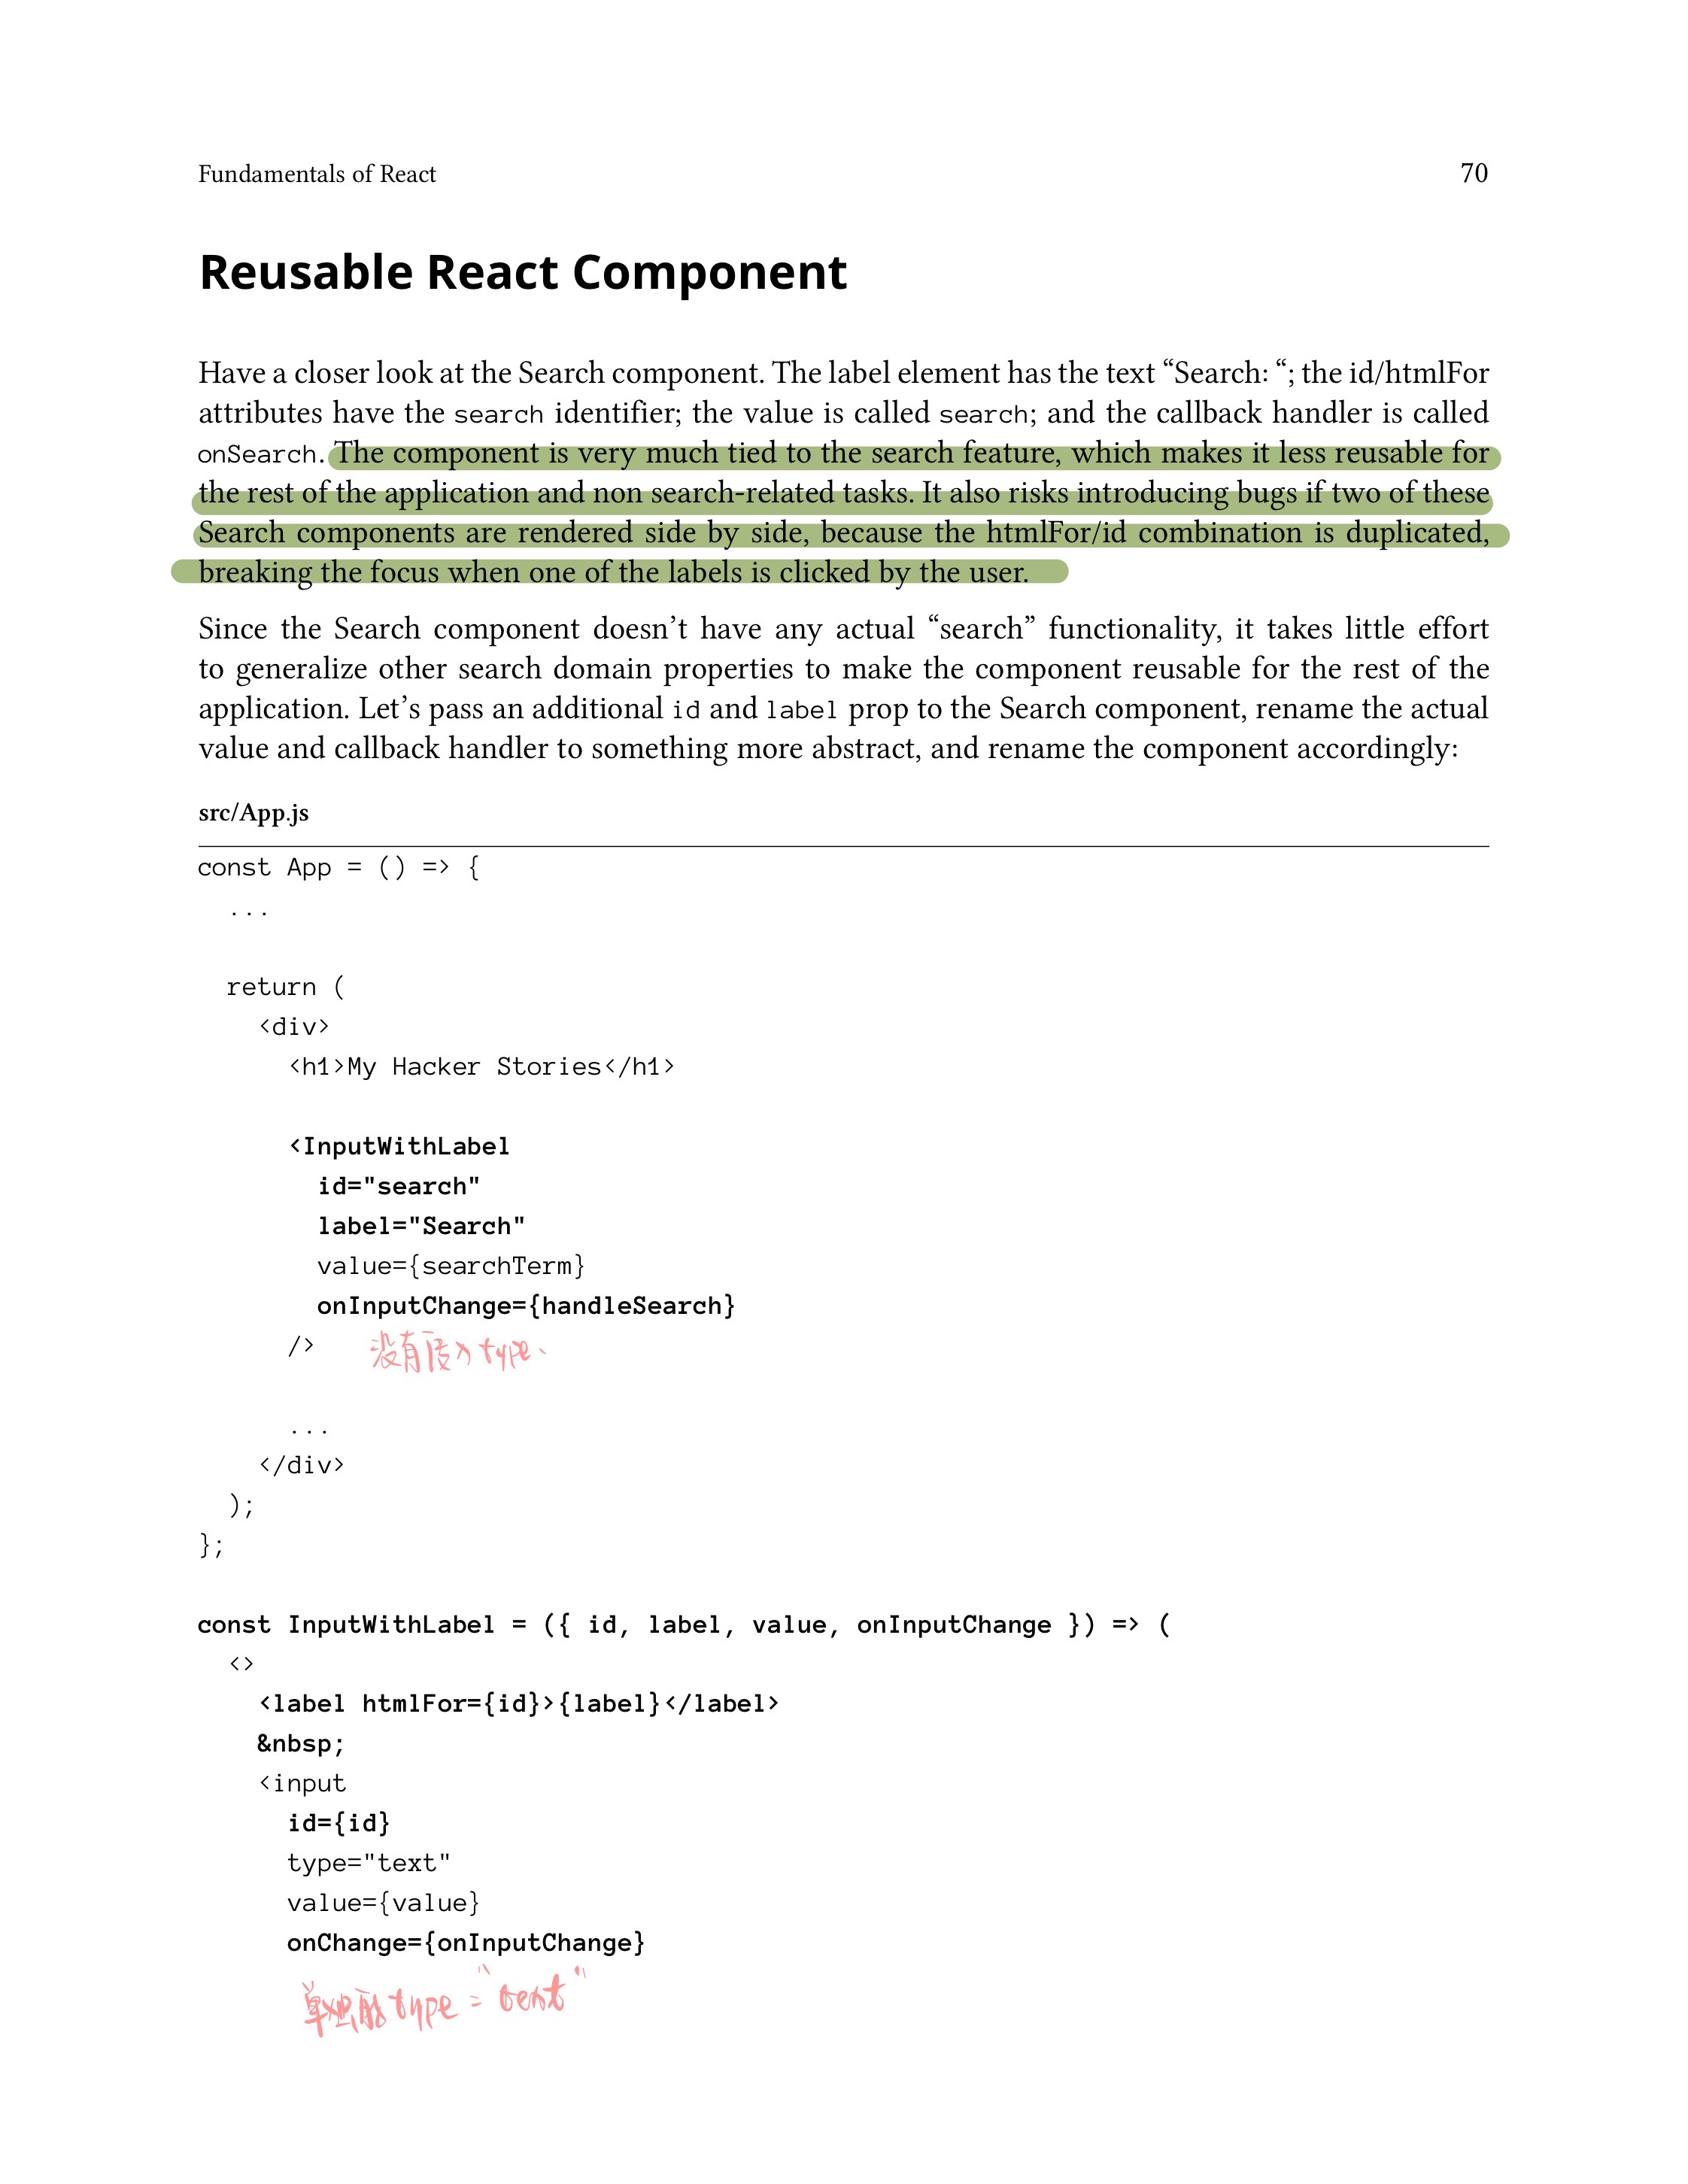 Fundamentals of React
70
Reusable React Component
Have a closer look at the Search component. The label element has the text “Search: “; the id/htmlFor
attributes have the search identifier; the value is called search; and the callback handler is called
onSearch. The component is very much tied to the search feature, which makes it less reusable for
the rest of the application and non search-related tasks. It also risks introducing bugs if two of these
Search components are rendered side by side, because the htmlFor/id combination is duplicated,
breaking the focus when one of the labels is clicked by the user.
Since the Search component doesn’t have any actual “search” functionality, it takes little effort
to generalize other search domain properties to make the component reusable for the rest of the
application. Let’s pass an additional id and label prop to the Search component, rename the actual
value and callback handler to something more abstract, and rename the component accordingly:
src/App.js
const App = () => {
  ...
  return (
    <div>
      <h1>My Hacker Stories</h1>
      <InputWithLabel
        id="search"
        label="Search"
        value={searchTerm}
        onInputChange={handleSearch}
      />
没有 type、
      ...
    </div>
  );
};
const InputWithLabel = ({ id, label, value, onInputChange }) => (
  <>
    <label htmlFor={id}>{label}</label>
    &nbsp;
    <input
      id={id}
      type="text"
      value={value}
      onChange={onInputChange}
type = "text"